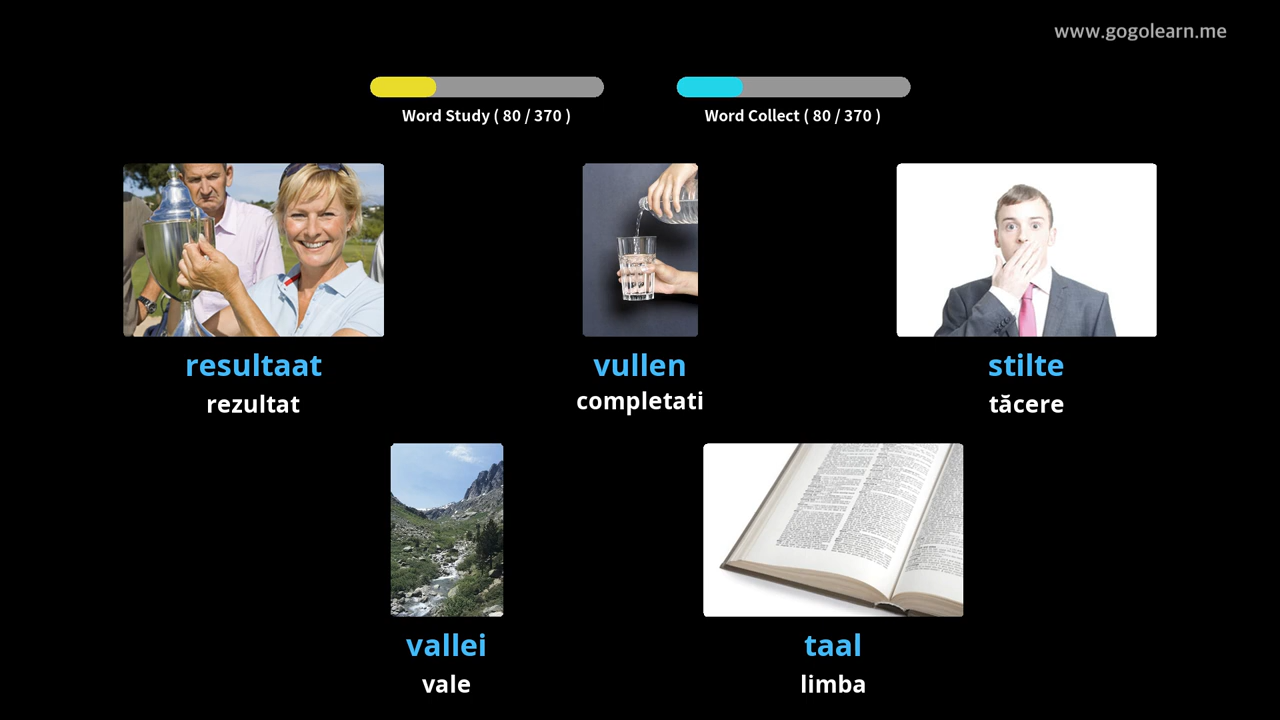 www.gogolearn.me
Word Study ( 80 / 370 )
Word Collect ( 80 / 370 )
resultaat
rezultat
vullen
completati
stilte
tăcere
vallei
vale
taal
limba